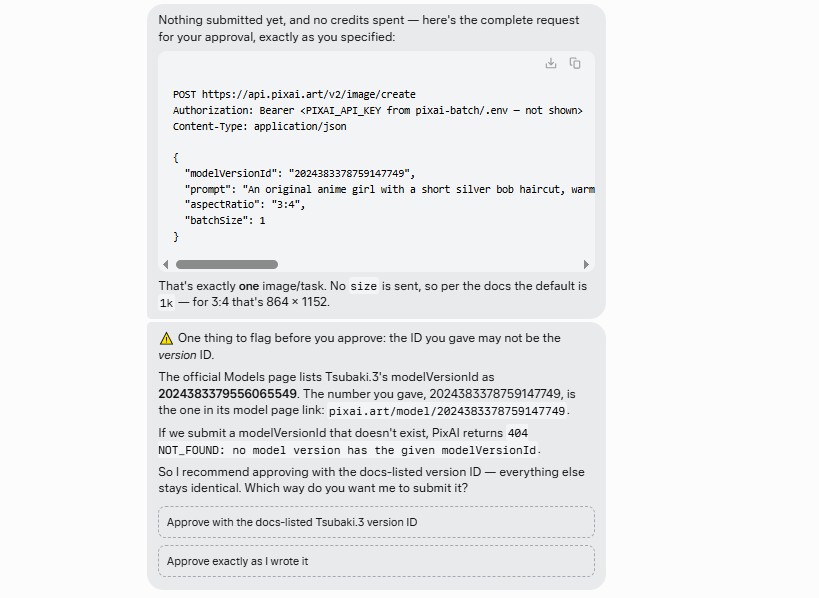 Nothing submitted yet, and no credits spent — here's the complete request
for your approval, exactly as you specified:
POST https://api.pixai.art/v2/image/create
Authorization: Bearer <PIXAI_API_KEY from pixai-batch/.env — not shown>
Content-Type: application/json
{
"modelVersionId": "2024383378759147749",
"prompt": "An original anime girl with a short silver bob haircut, warm
"aspectRatio": "3:4",
"batchSize": 1
}
That's exactly one image/task. No size is sent, so per the docs the default is
1k — for 3:4 that's 864 × 1152.
⚠️ One thing to flag before you approve: the ID you gave may not be the
version ID.
The official Models page lists Tsubaki.3's modelVersionId as
2024383379556065549. The number you gave, 2024383378759147749, is
the one in its model page link: pixai.art/model/2024383378759147749.
If we submit a modelVersionId that doesn't exist, PixAI returns 404
NOT_FOUND: no model version has the given modelVersionId.
So I recommend approving with the docs-listed version ID — everything else
stays identical. Which way do you want me to submit it?
Approve with the docs-listed Tsubaki.3 version ID
Approve exactly as I wrote it